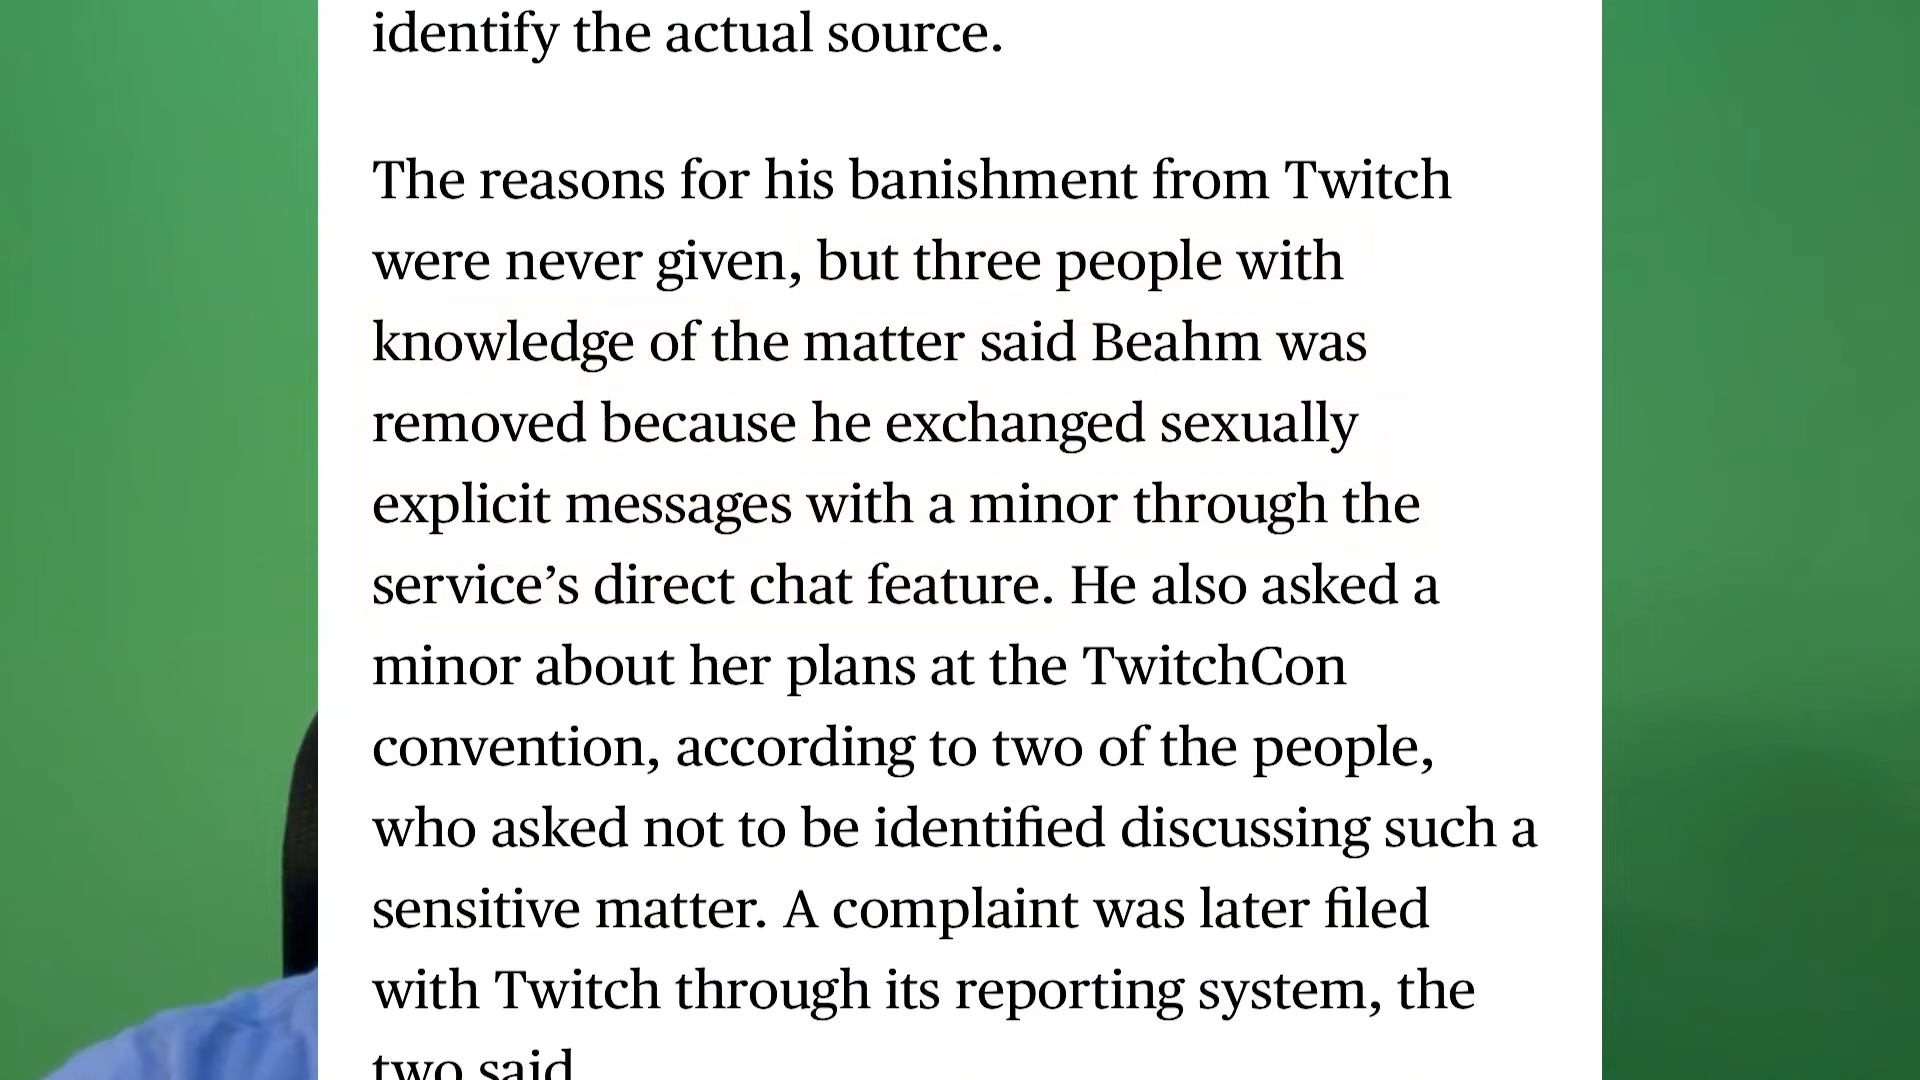 identify the actual source.
The reasons for his banishment from Twitch
were never given, but three people with
knowledge of the matter said Beahm was
removed because he exchanged sexually
explicit messages with a minor through the
service’s direct chat feature. He also asked a
minor about her plans at the TwitchCon
convention, according to two of the people,
who asked not to be identified discussing such a
sensitive matter. A complaint was later filed
with Twitch through its reporting system, the
two said